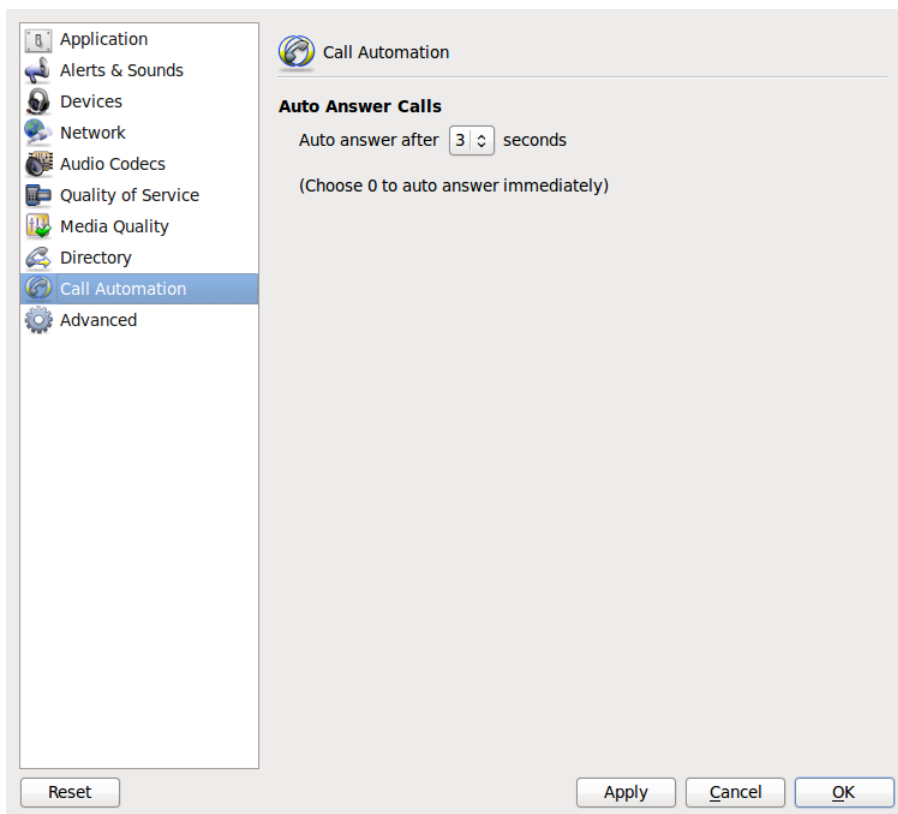 Application
Alerts & Sounds
Devices
Network
Audio Codecs
Quality of Service
Media Quality
Directory
Call Automation
Advanced
Call Automation
Auto Answer Calls
Auto answer after 3 seconds
(Choose 0 to auto answer immediately)
Reset
Apply
Cancel
OK